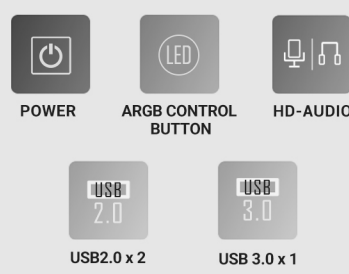 LED
POWER
ARGB CONTROL
BUTTON
HD-AUDIO
USB
2.0
USB
3.0
USB2.0 x 2
USB 3.0 x 1